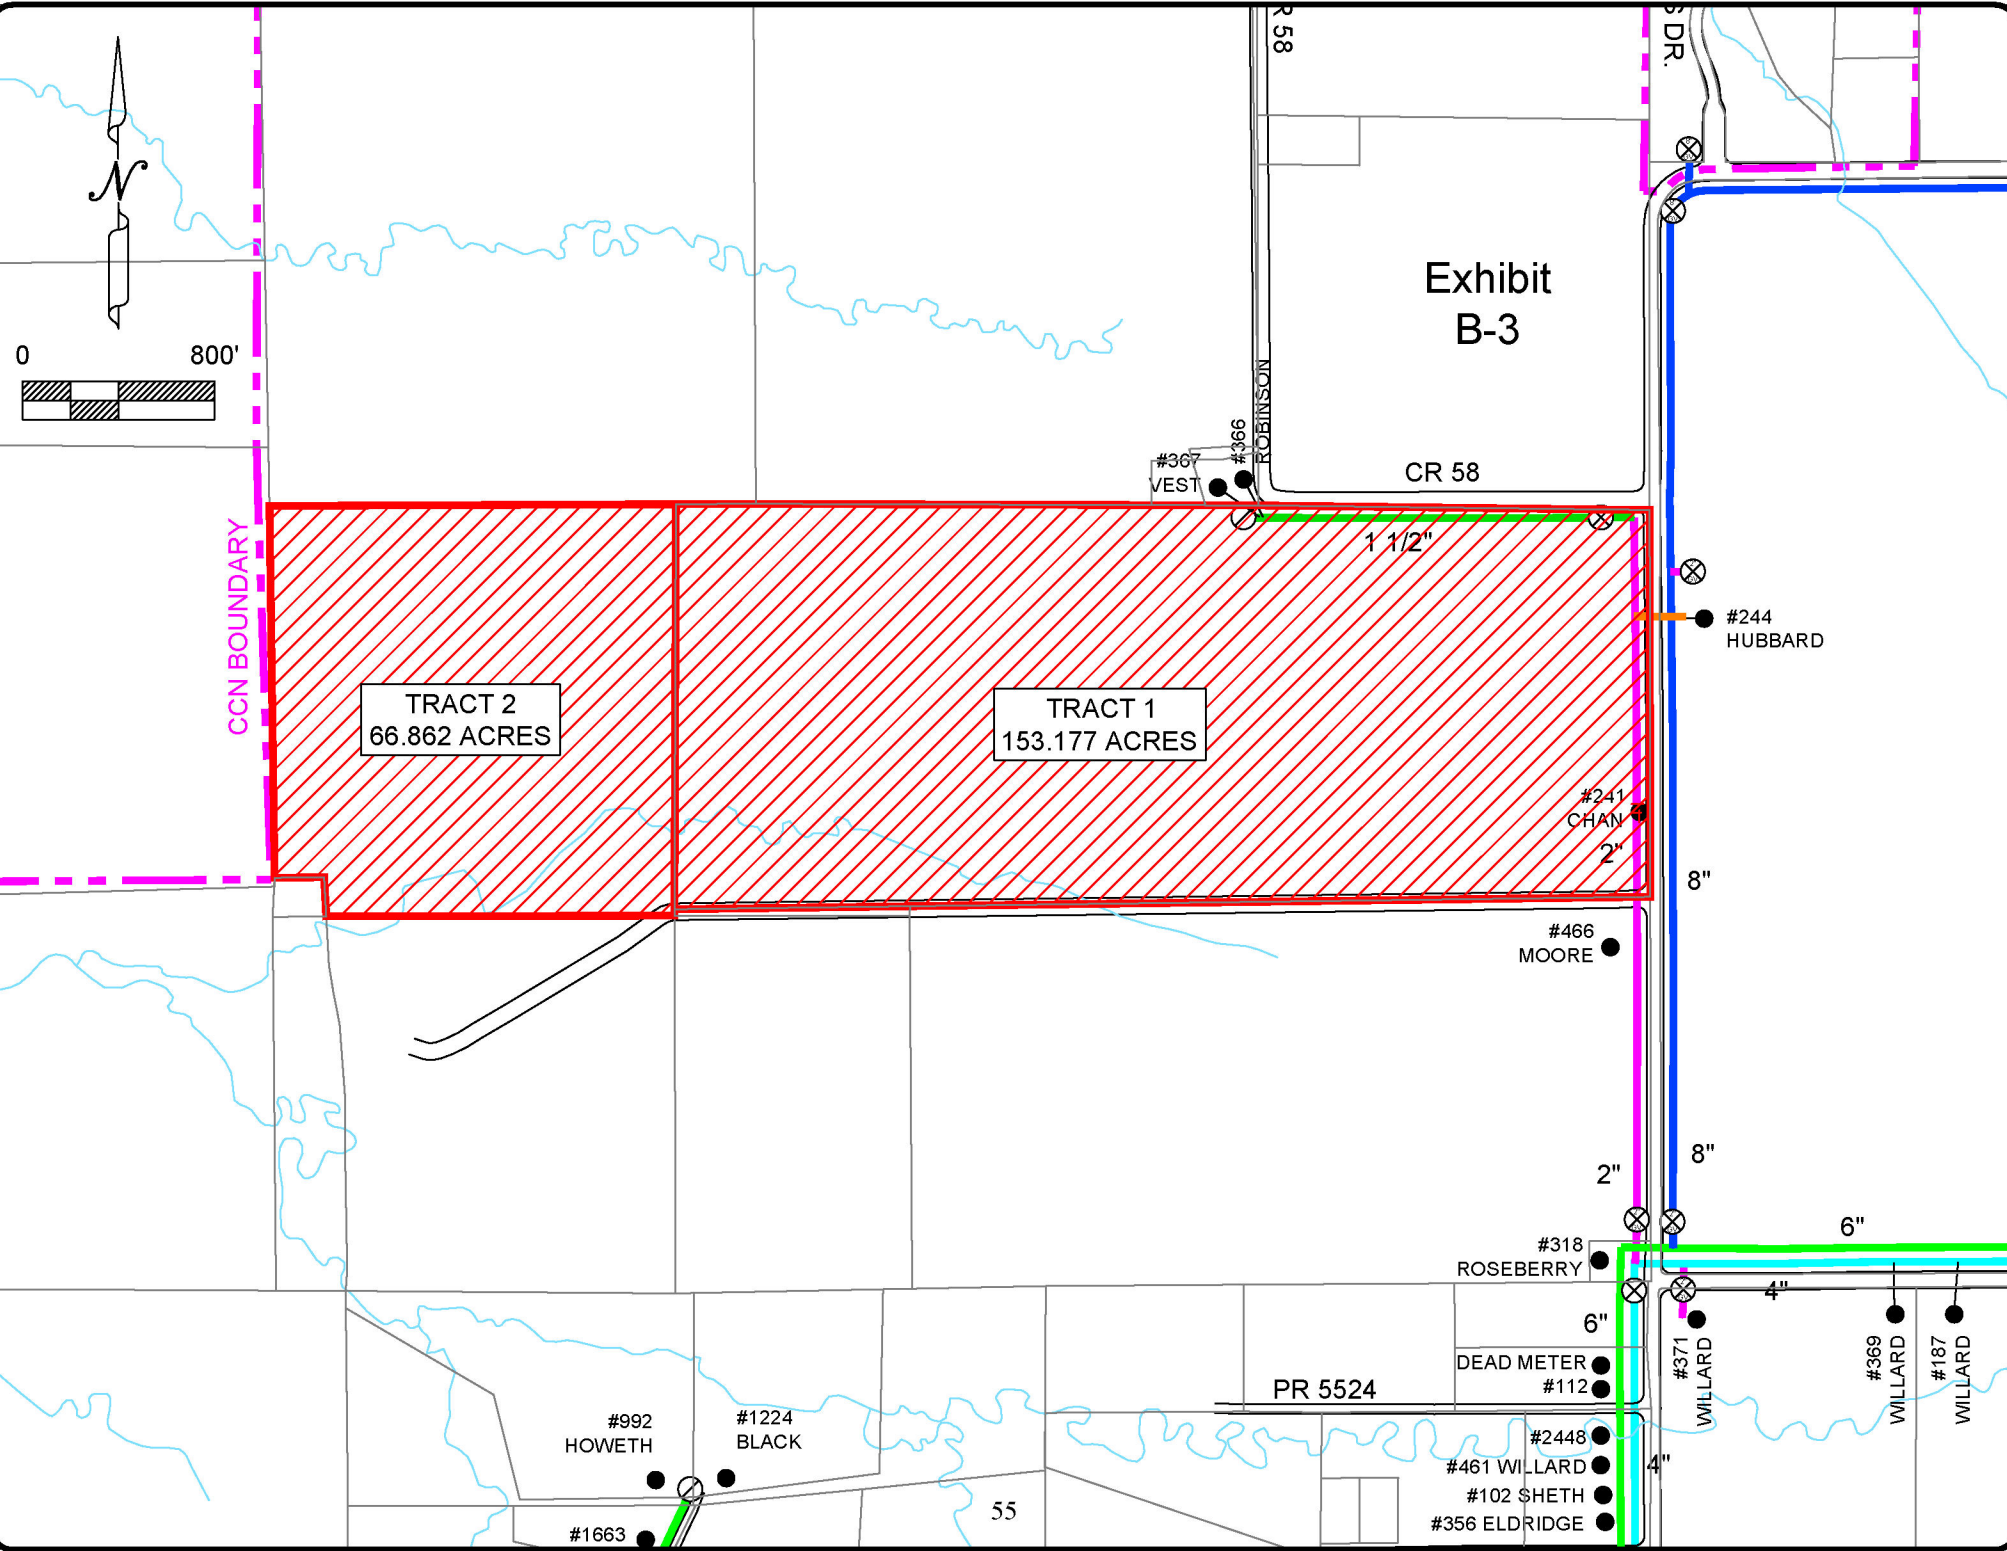 R 58
S DR.
N
0 800'
Exhibit
B-3
#366
ROBINSON
#367
VEST
CR 58
CCN BOUNDARY
1 1/2"
#244
HUBBARD
TRACT 2
66.862 ACRES
TRACT 1
153.177 ACRES
#241
CHAN
2"
8"
#466
MOORE
8"
2"
6"
#318
ROSEBERRY
4"
6"
#371
WILLARD
#369
WILLARD
#187
WILLARD
DEAD METER
#112
PR 5524
#992
HOWETH
#1224
BLACK
#2448
#461 WILLARD
4"
#102 SHETH
#356 ELDRIDGE
55
#1663